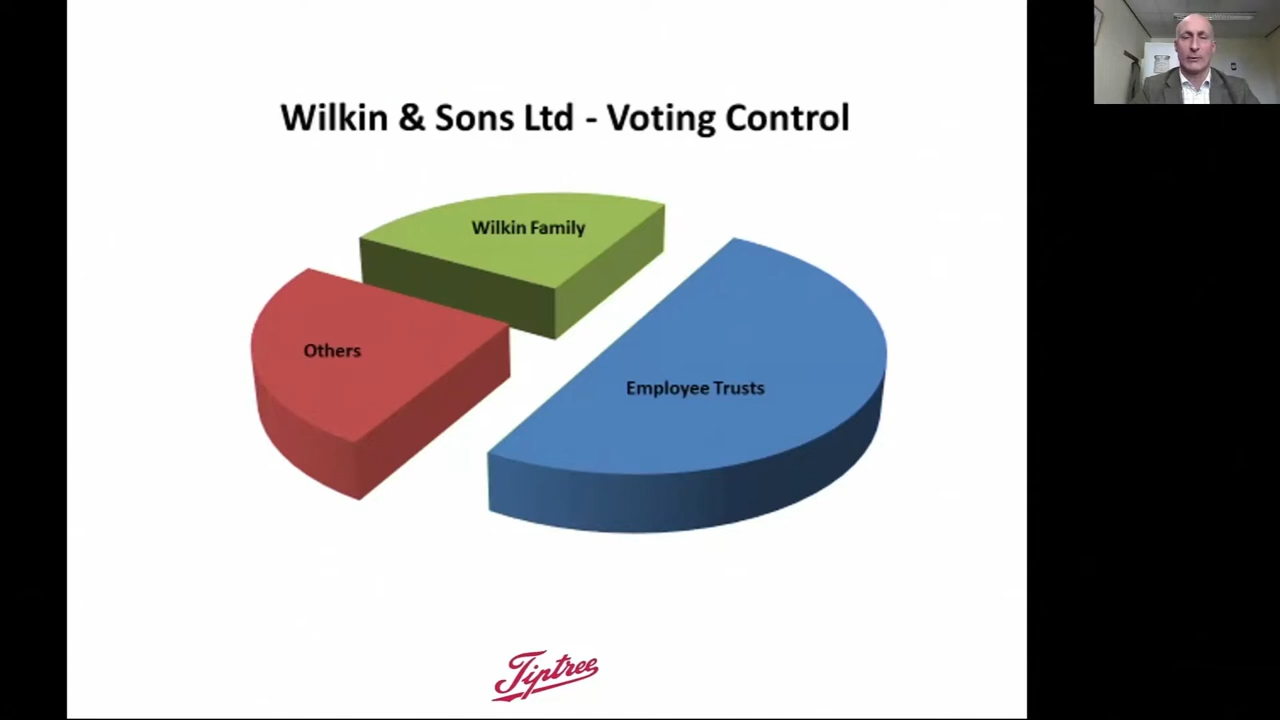 Wilkin & Sons Ltd - Voting Control
Wilkin Family
Others
Employee Trusts
Tiptree